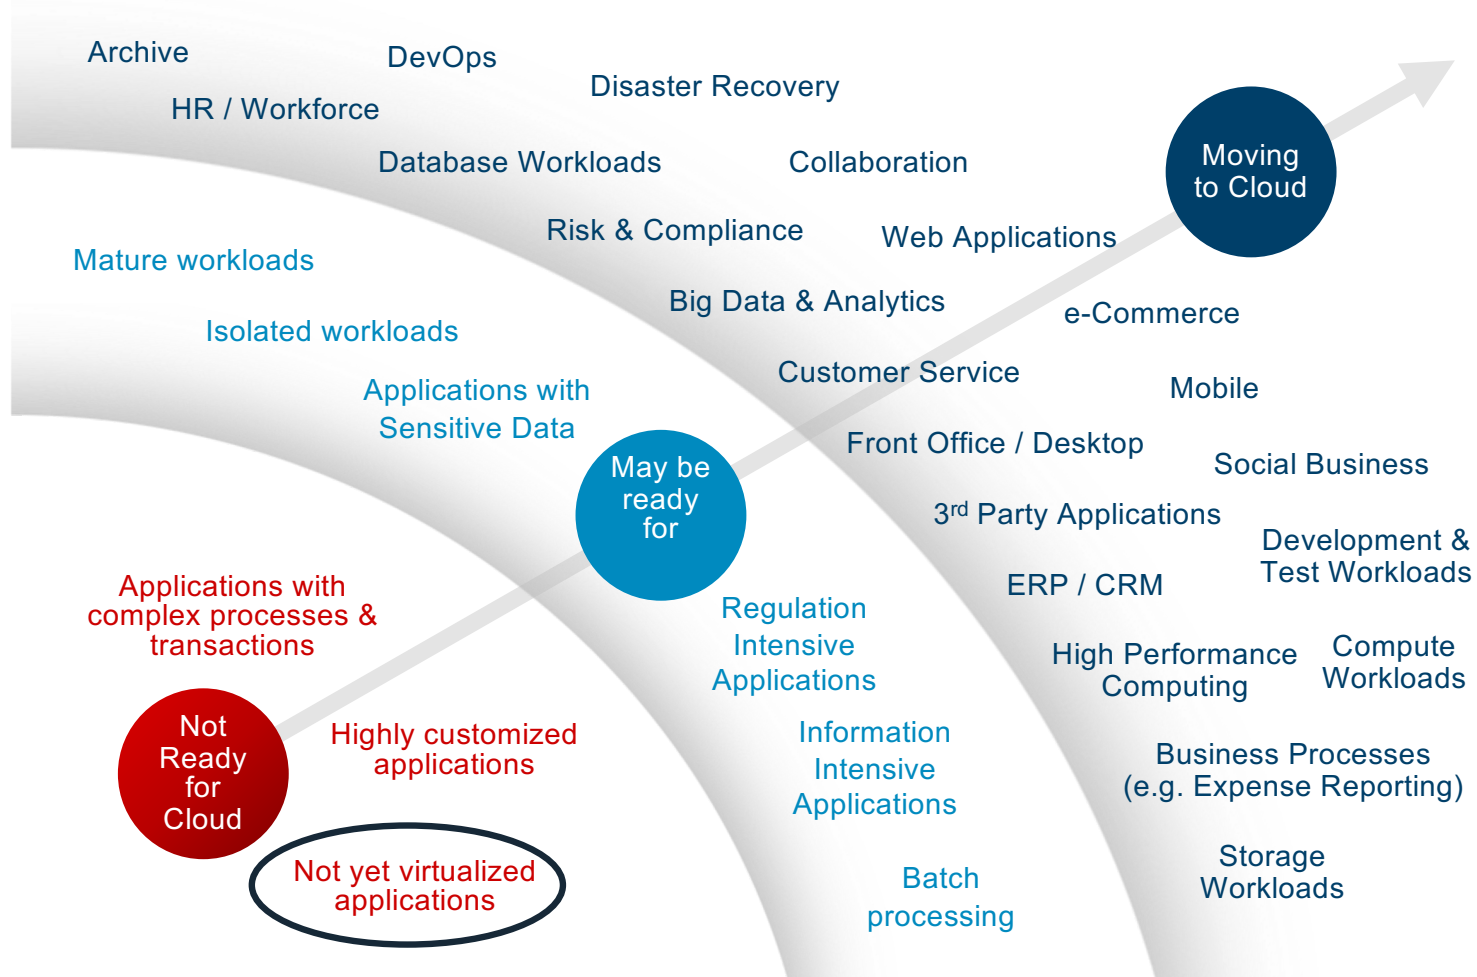 Archive
DevOps
Disaster Recovery
HR / Workforce
Database Workloads
Collaboration
Moving
to Cloud
Risk & Compliance
Web Applications
Mature workloads
Big Data & Analytics
e-Commerce
Isolated workloads
Customer Service
Mobile
Applications with
Sensitive Data
Front Office / Desktop
Social Business
May be
ready
for
3rd Party Applications
Development &
Test Workloads
ERP / CRM
Applications with
complex processes &
transactions
Regulation
Intensive
Applications
High Performance
Computing
Compute
Workloads
Not
Ready
for
Cloud
Highly customized
applications
Information
Intensive
Applications
Business Processes
(e.g. Expense Reporting)
Not yet virtualized
applications
Batch
processing
Storage
Workloads